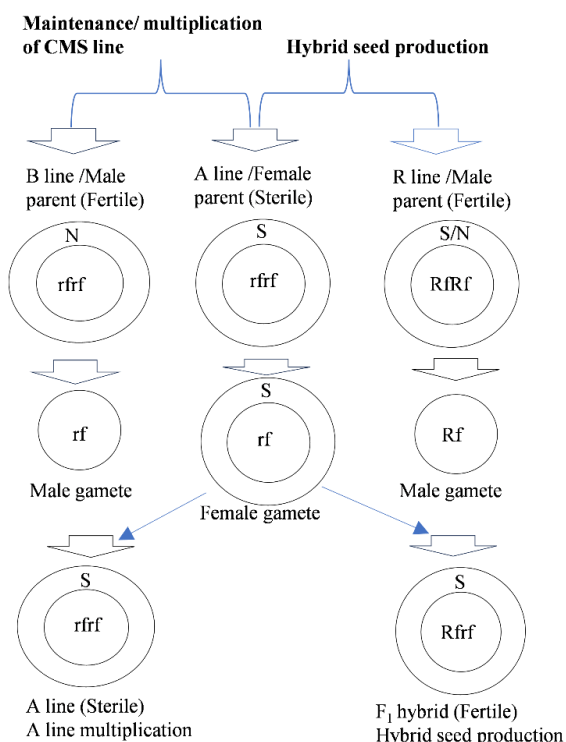 Maintenance/ multiplication
of CMS line
Hybrid seed production
B line /Male
parent (Fertile)
A line /Female
parent (Sterile)
R line /Male
parent (Fertile)
N
S
S/N
rfrf
rfrf
RfRf
S
rf
rf
Rf
Male gamete
Female gamete
Male gamete
S
S
rfrf
Rfrf
A line (Sterile)
A line multiplication
F₁ hybrid (Fertile)
Hybrid seed production